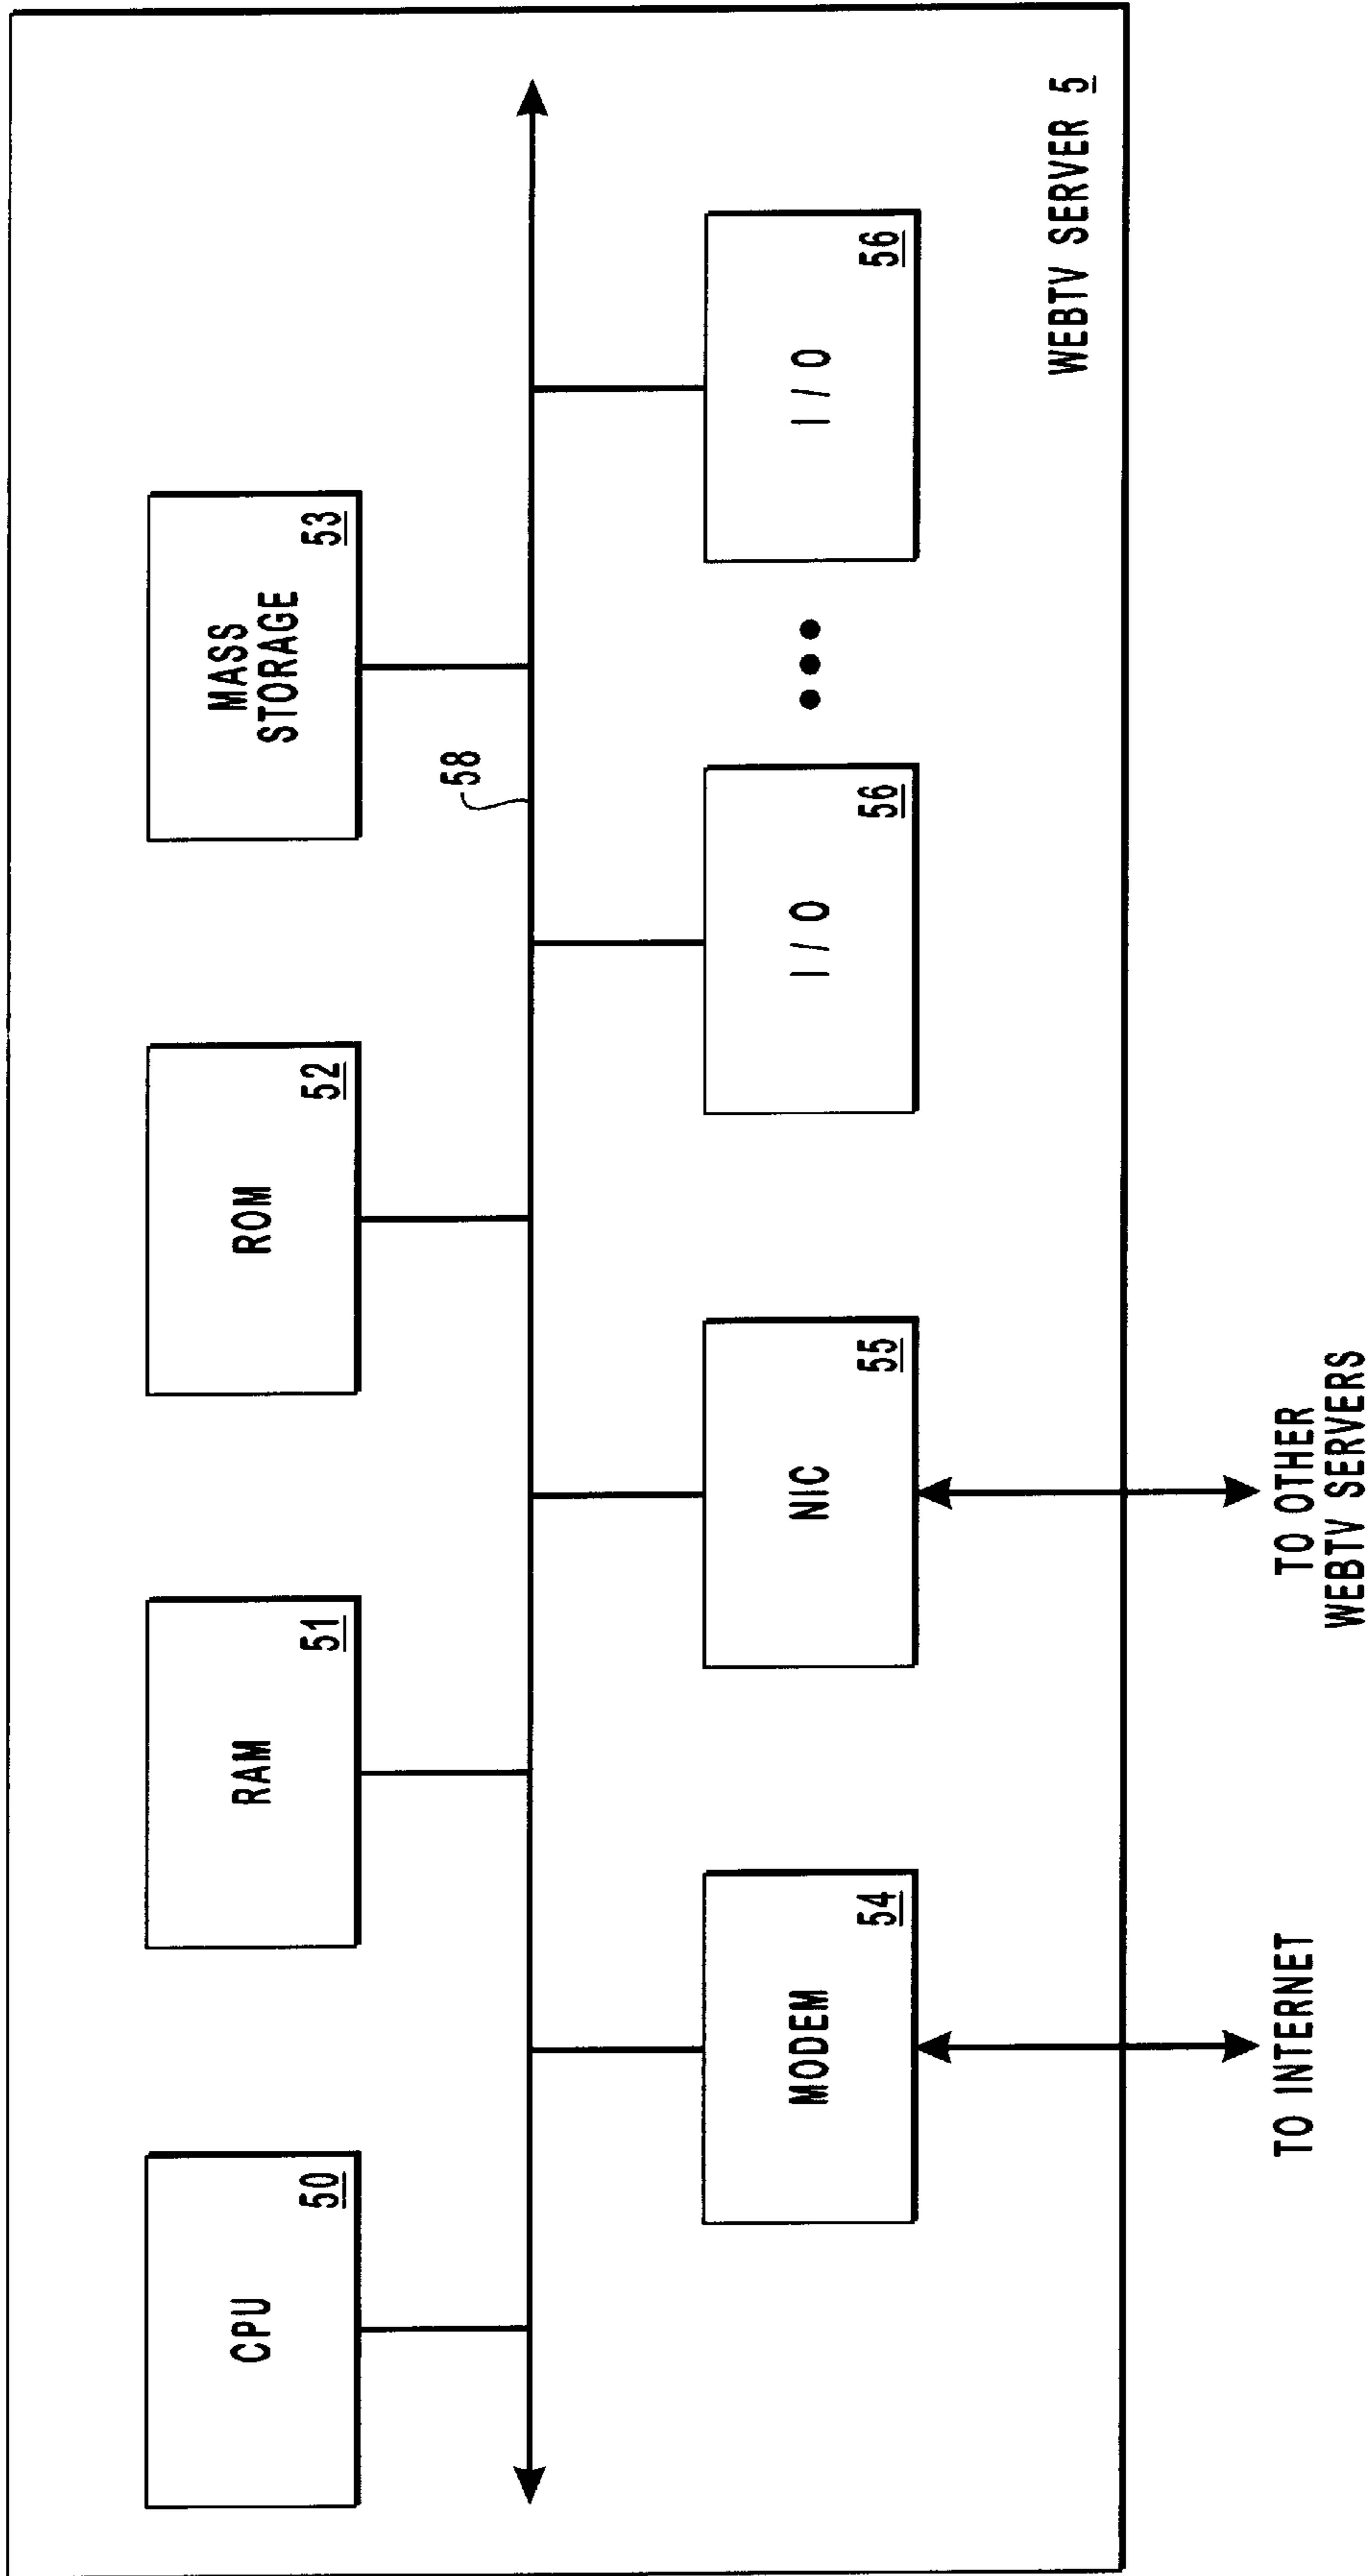 CPU
50
RAM
51
ROM
52
MASS
STORAGE
53
58
MODEM
54
NIC
55
I / O
56
I / O
56
WEBTV SERVER 5
TO INTERNET
TO OTHER
WEBTV SERVERS